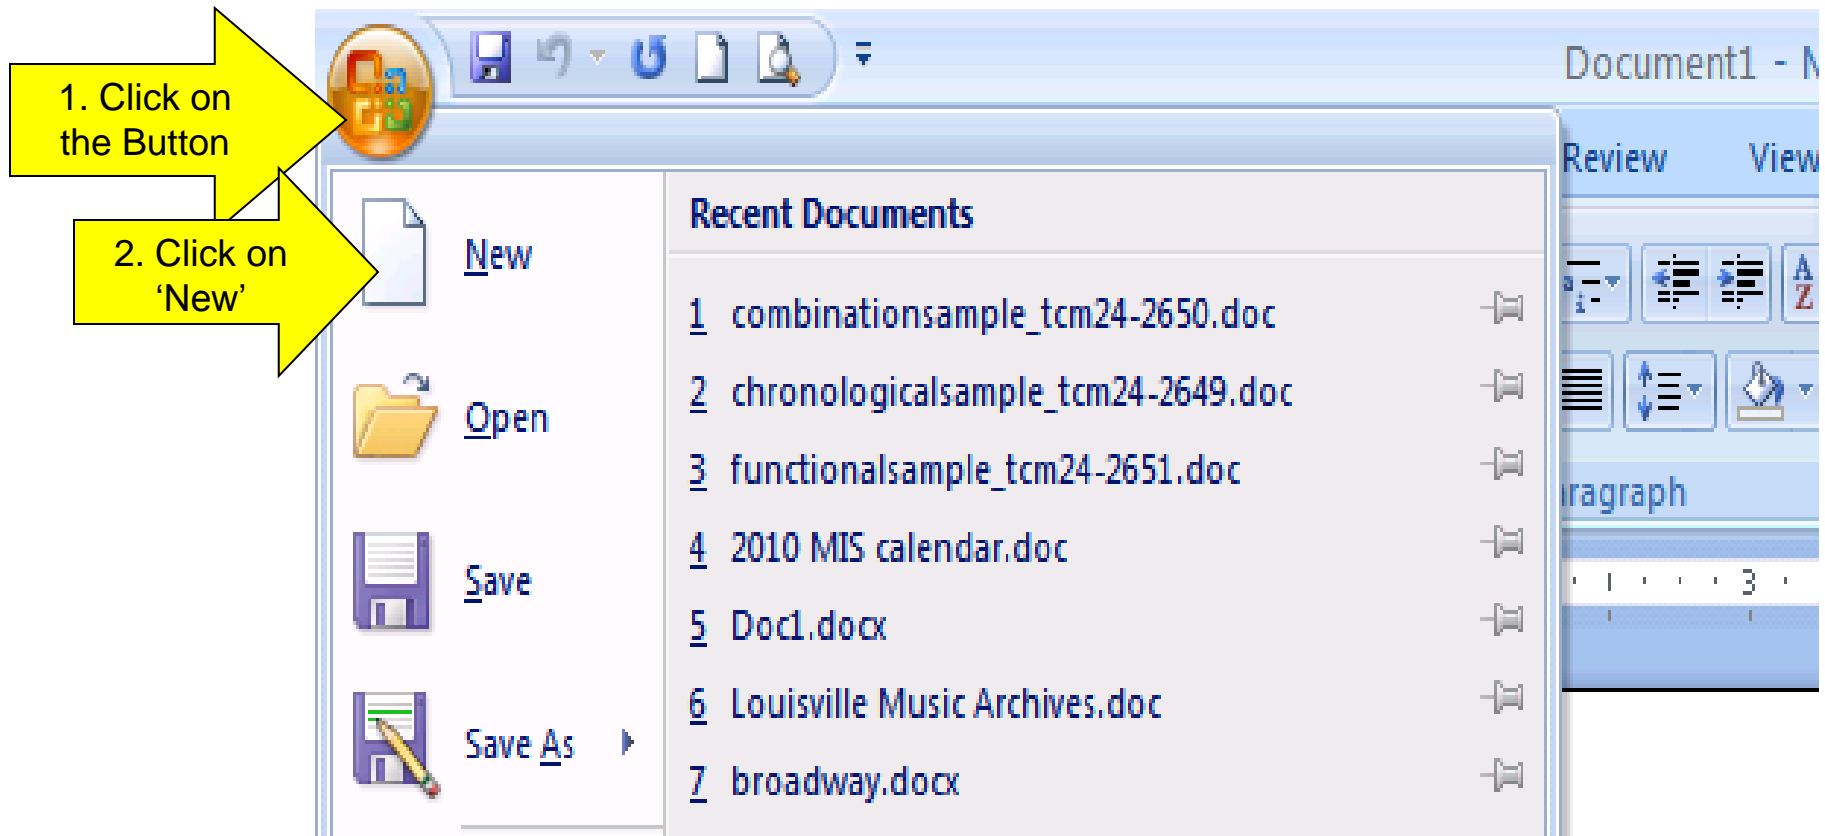 Document1 - M
1. Click on
the Button
Review View
Recent Documents
2. Click on
‘New’
New
1 combinationsample_tcm24-2650.doc
2 chronologicalsample_tcm24-2649.doc
Open
3 functionalsample_tcm24-2651.doc
ragraph
4 2010 MIS calendar.doc
Save
5 Doc1.docx
6 Louisville Music Archives.doc
Save As
7 broadway.docx
A
Z
3